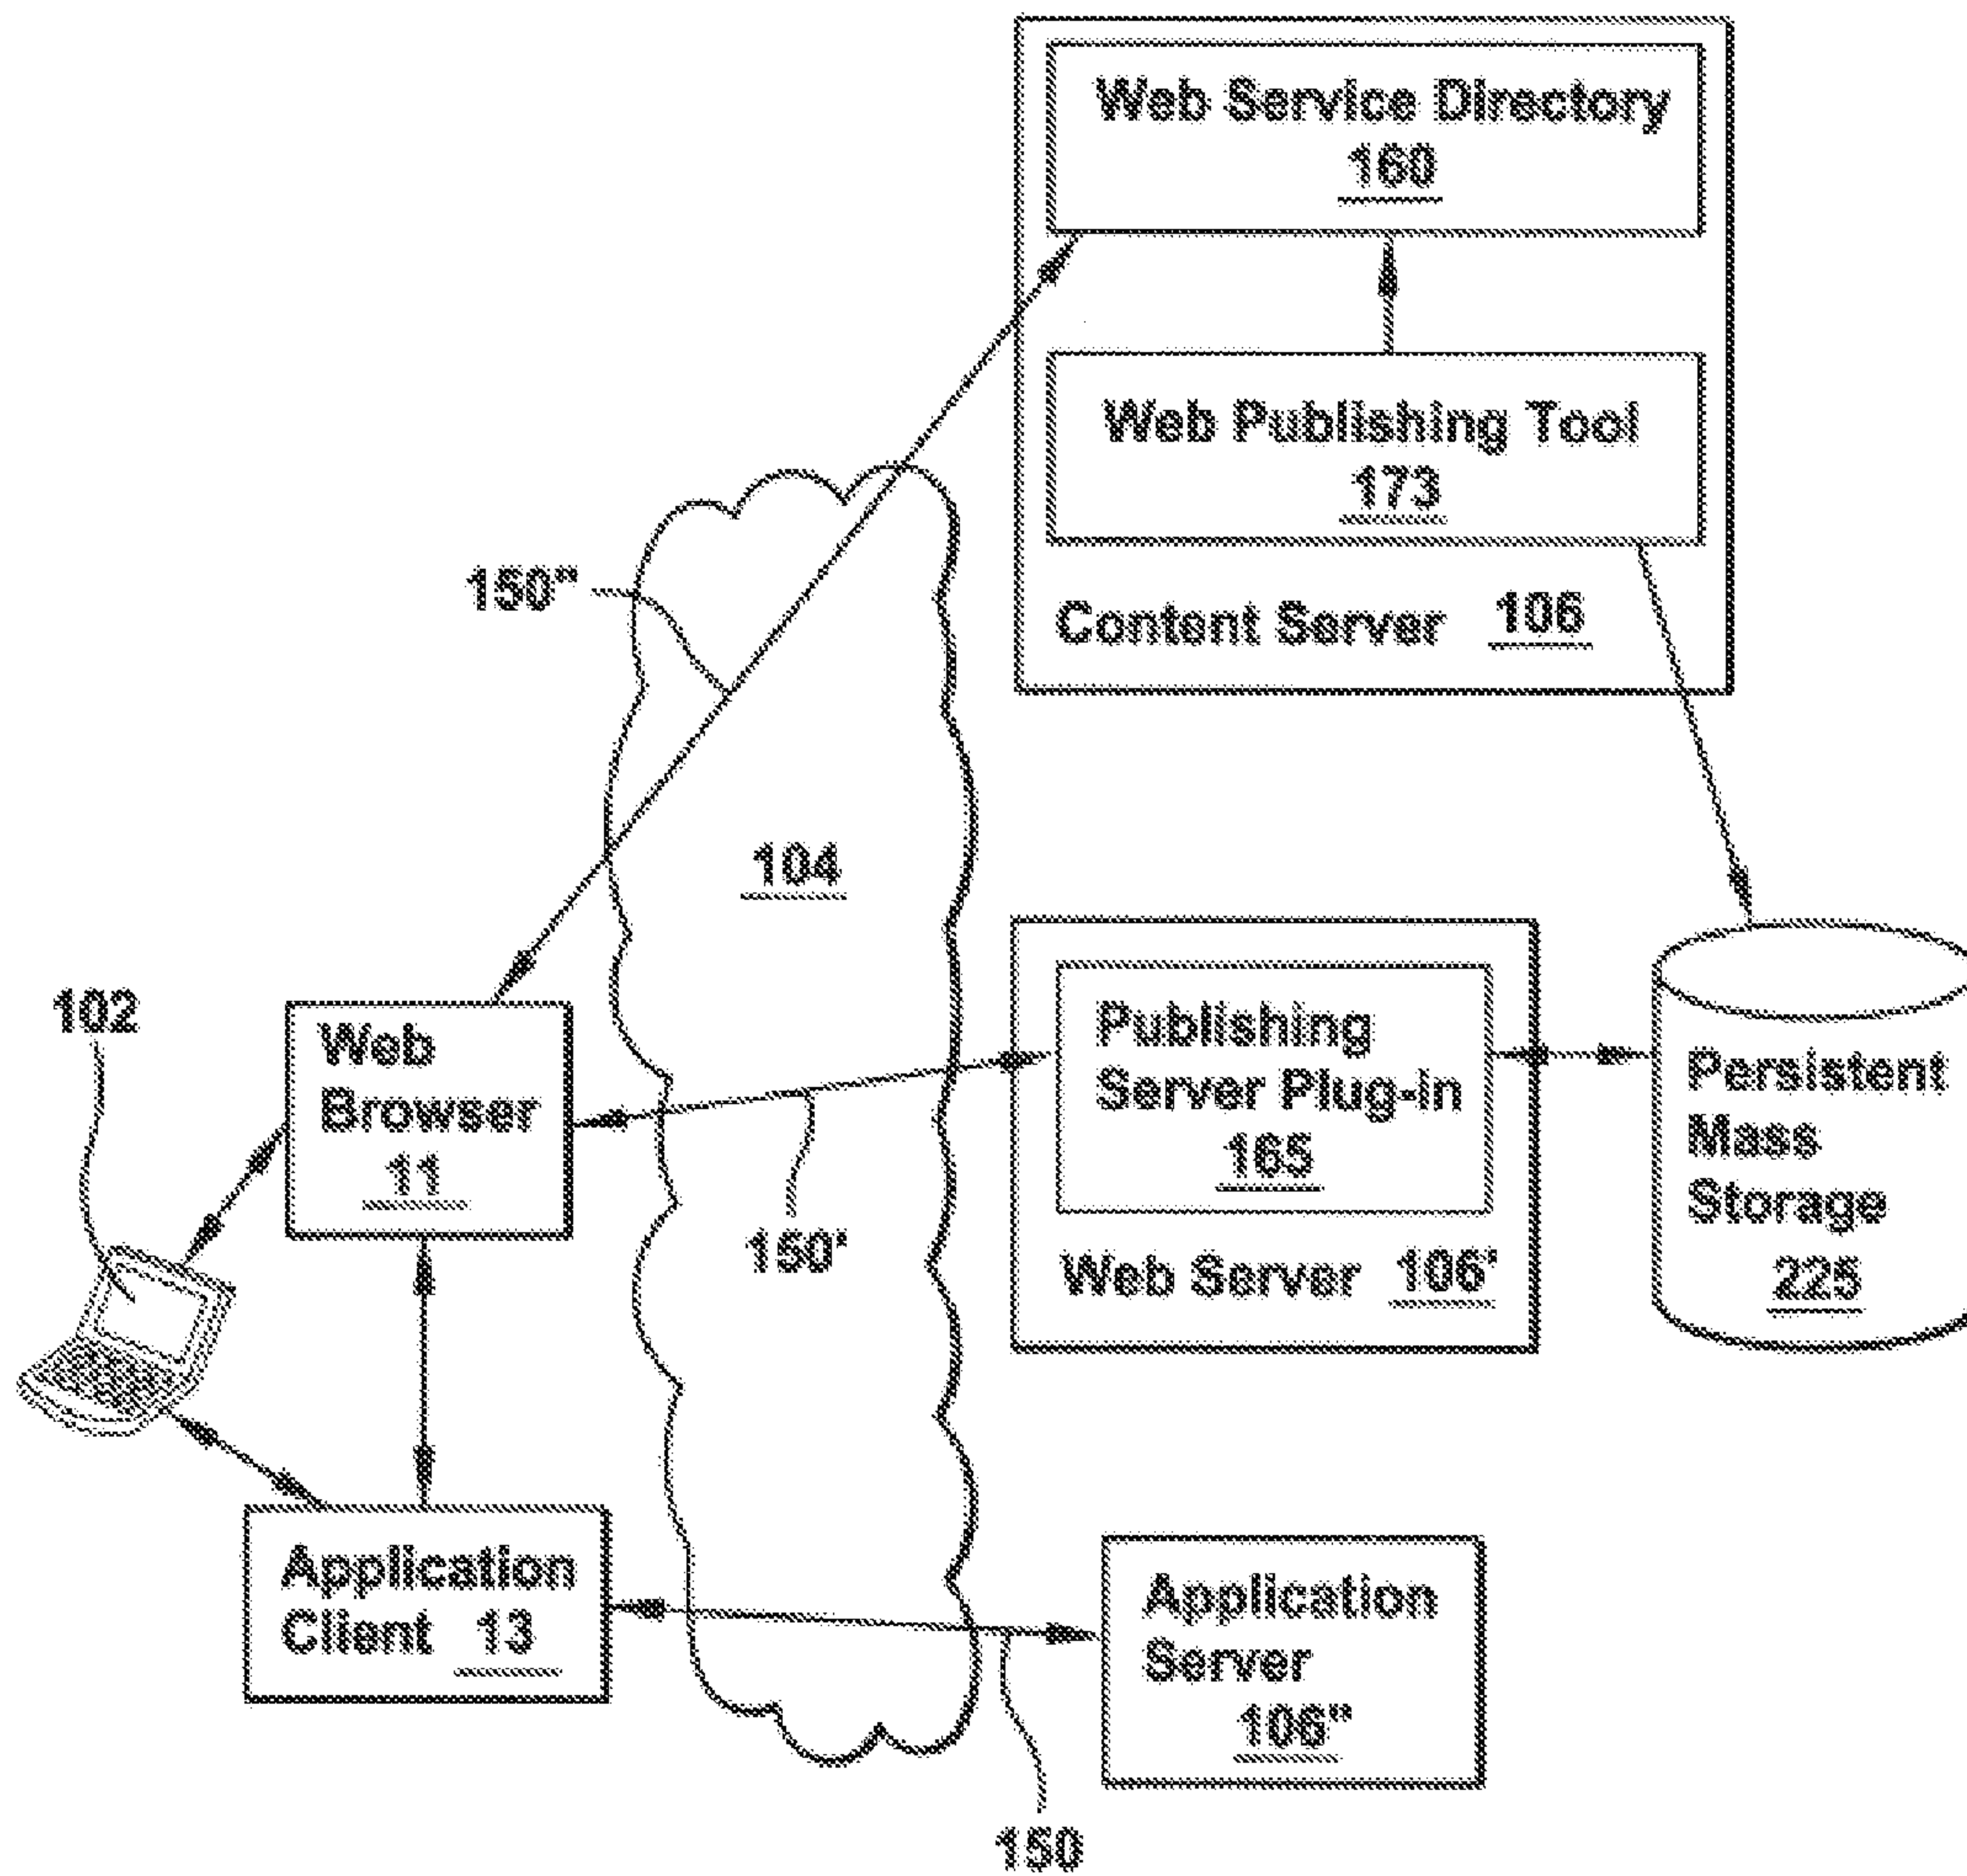 Web Service Directory
160
Web Publishing Tool
173
Content Server 106
150"
104
102
Web
Browser
11
Publishing
Server Plug-in
165
Web Server 106'
Persistent
Mass
Storage
225
150'
Application
Client 13
Application
Server
106"
150